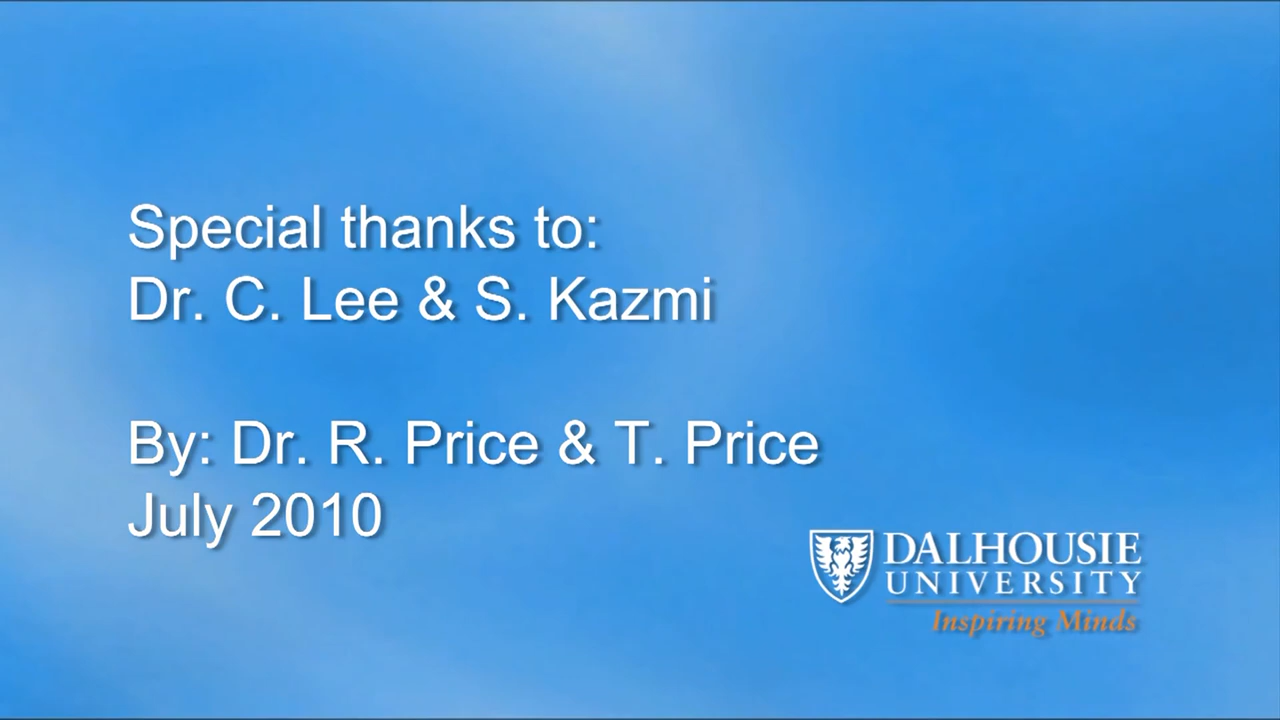 Special thanks to:
Dr. C. Lee & S. Kazmi
By: Dr. R. Price & T. Price
July 2010
DALHOUSIE
UNIVERSITY
Inspiring Minds